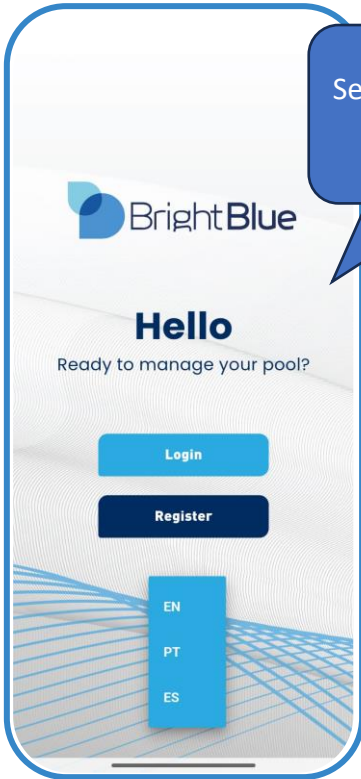 Se
BrightBlue
Hello
Ready to manage your pool?
Login
Register
EN
PT
ES